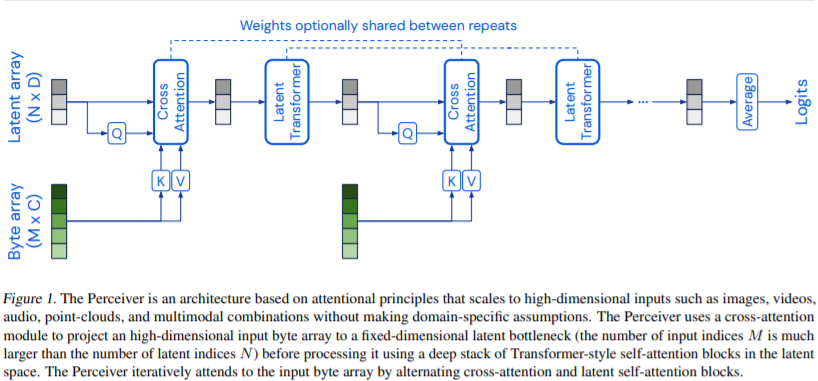 Weights optionally shared between repeats
Latent array
(N x D)
Q
Cross
Attention
Latent
Transformer
Q
Cross
Attention
Latent
Transformer
...
Average
Logits
Byte array
(M x C)
K
V
K
V
Figure 1. The Perceiver is an architecture based on attentional principles that scales to high-dimensional inputs such as images, videos,
audio, point-clouds, and multimodal combinations without making domain-specific assumptions. The Perceiver uses a cross-attention
module to project an high-dimensional input byte array to a fixed-dimensional latent bottleneck (the number of input indices M is much
larger than the number of latent indices N) before processing it using a deep stack of Transformer-style self-attention blocks in the latent
space. The Perceiver iteratively attends to the input byte array by alternating cross-attention and latent self-attention blocks.